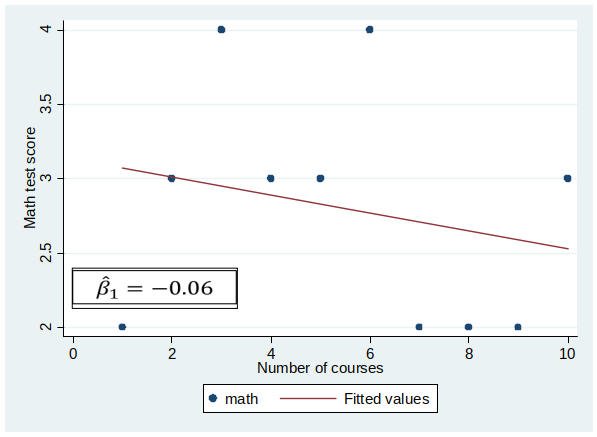 4
3.5
3
2.5
2
Math test score
β̂₁ = −0.06
0 2 4 6 8 10
Number of courses
math Fitted values